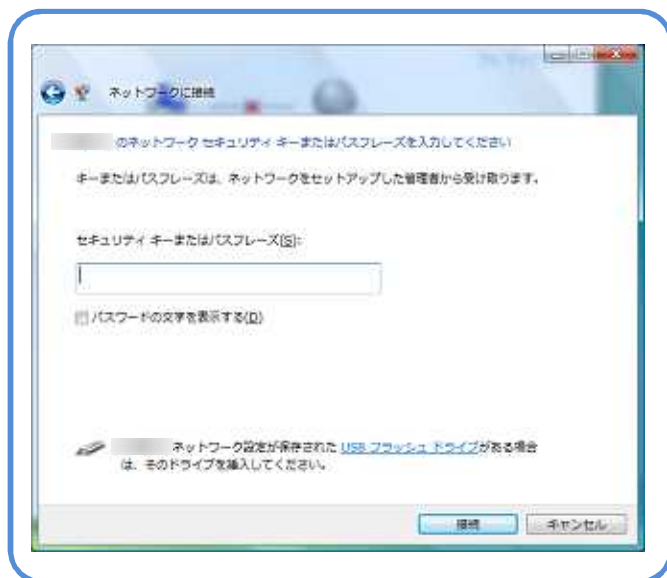 ネットワークに接続
のネットワーク セキュリティ キーまたはパスフレーズを入力してください
キーまたはパスフレーズは、ネットワークをセットアップした管理者から受け取ります。
セキュリティ キーまたはパスフレーズ(S):
パスワードの文字を表示する(D)
ネットワーク設定が保存された USB フラッシュ ドライブがある場合
は、そのドライブを挿入してください。
接続
キャンセル